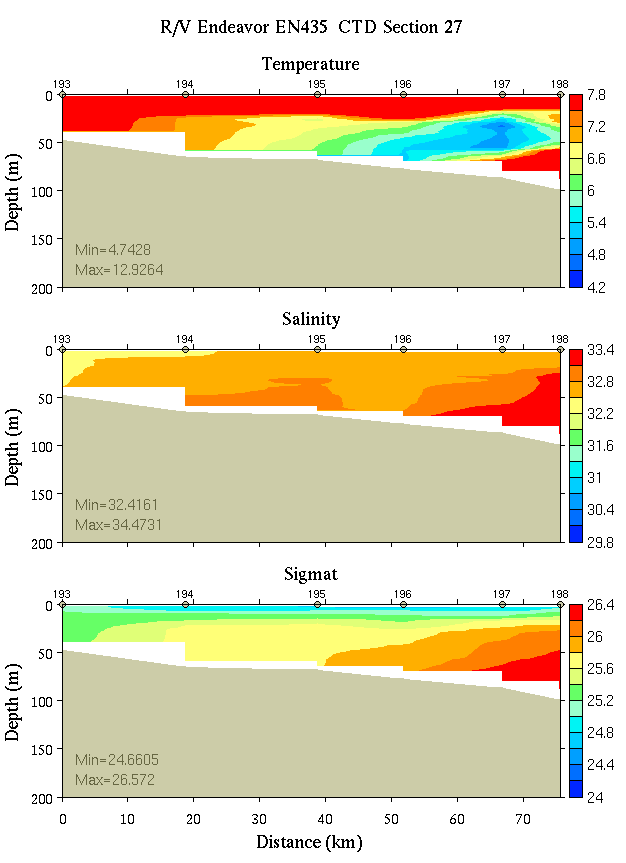 R/V Endeavor EN435 CTD Section 27
Temperature
193 194 195 196 197 198
0
50
100
150
200
Depth (m)
Min=4.7428
Max=12.9264
7.8
7.2
6.6
6
5.4
4.8
4.2
Salinity
193 194 195 196 197 198
0
50
100
150
200
Depth (m)
Min=32.4161
Max=34.4731
33.4
32.8
32.2
31.6
31
30.4
29.8
Sigmat
193 194 195 196 197 198
0
50
100
150
200
Depth (m)
Min=24.6605
Max=26.572
26.4
26
25.6
25.2
24.8
24.4
24
0 10 20 30 40 50 60 70
Distance (km)